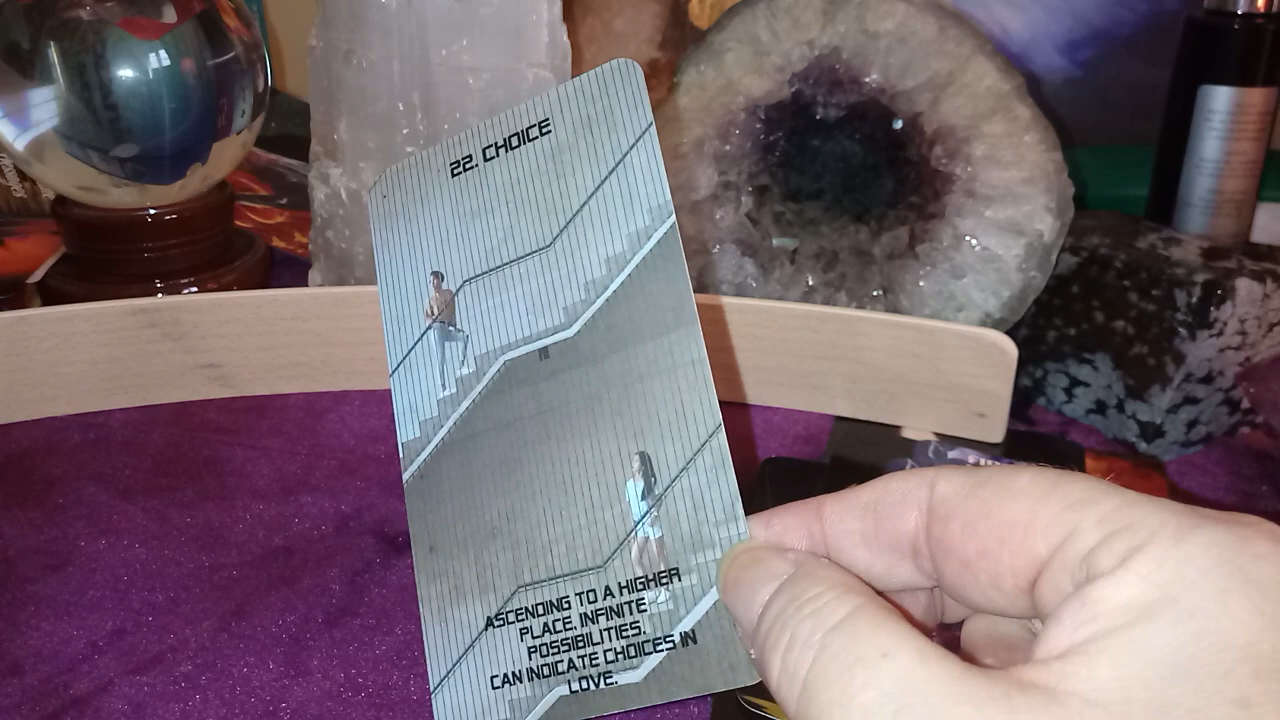 22. CHOICE
ASCENDING TO A HIGHER
PLACE. INFINITE
POSSIBILITIES.
CAN INDICATE CHOICES IN
LOVE.